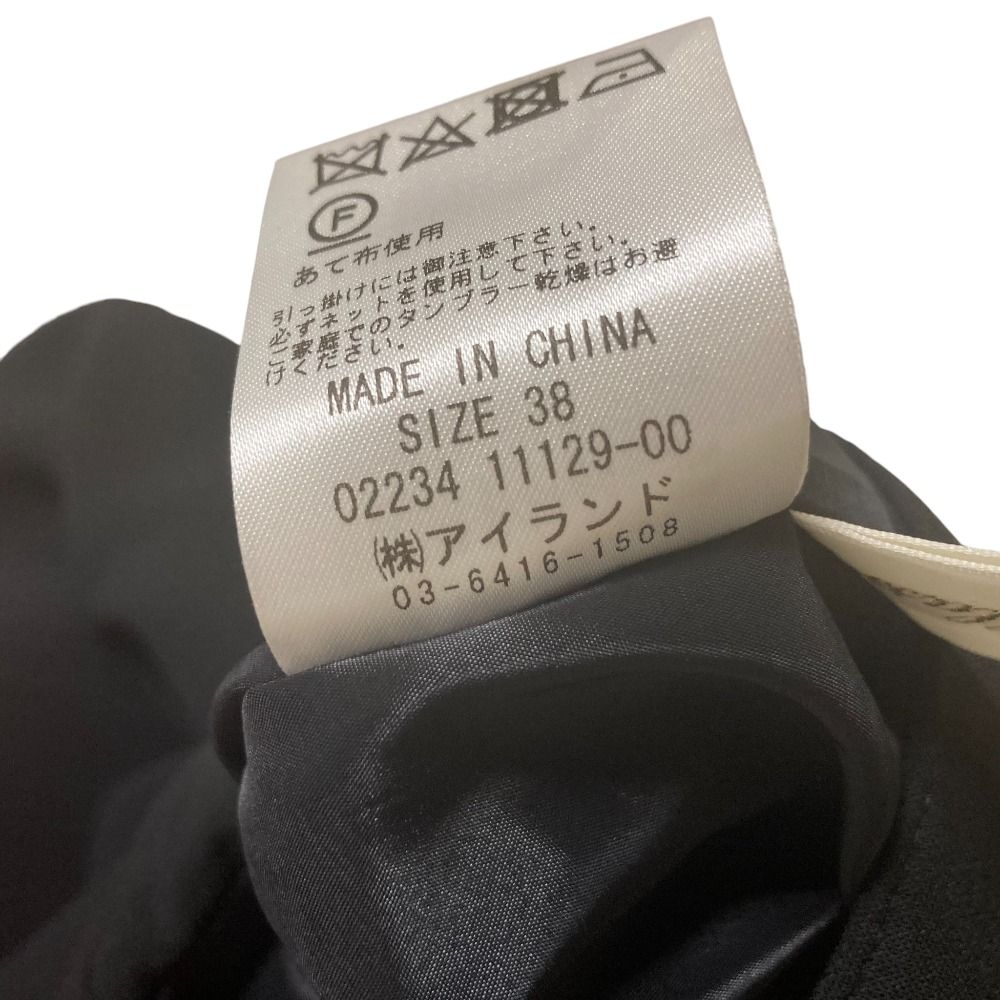 F
あて布使用
引っ掛けには御注意下さい。
必ずネットを使用して下さい。
ご家庭でのタンブラー乾燥はお避
けください。
MADE IN CHINA
SIZE 38
02234 11129-00
㈱アイランド
03-6416-1508